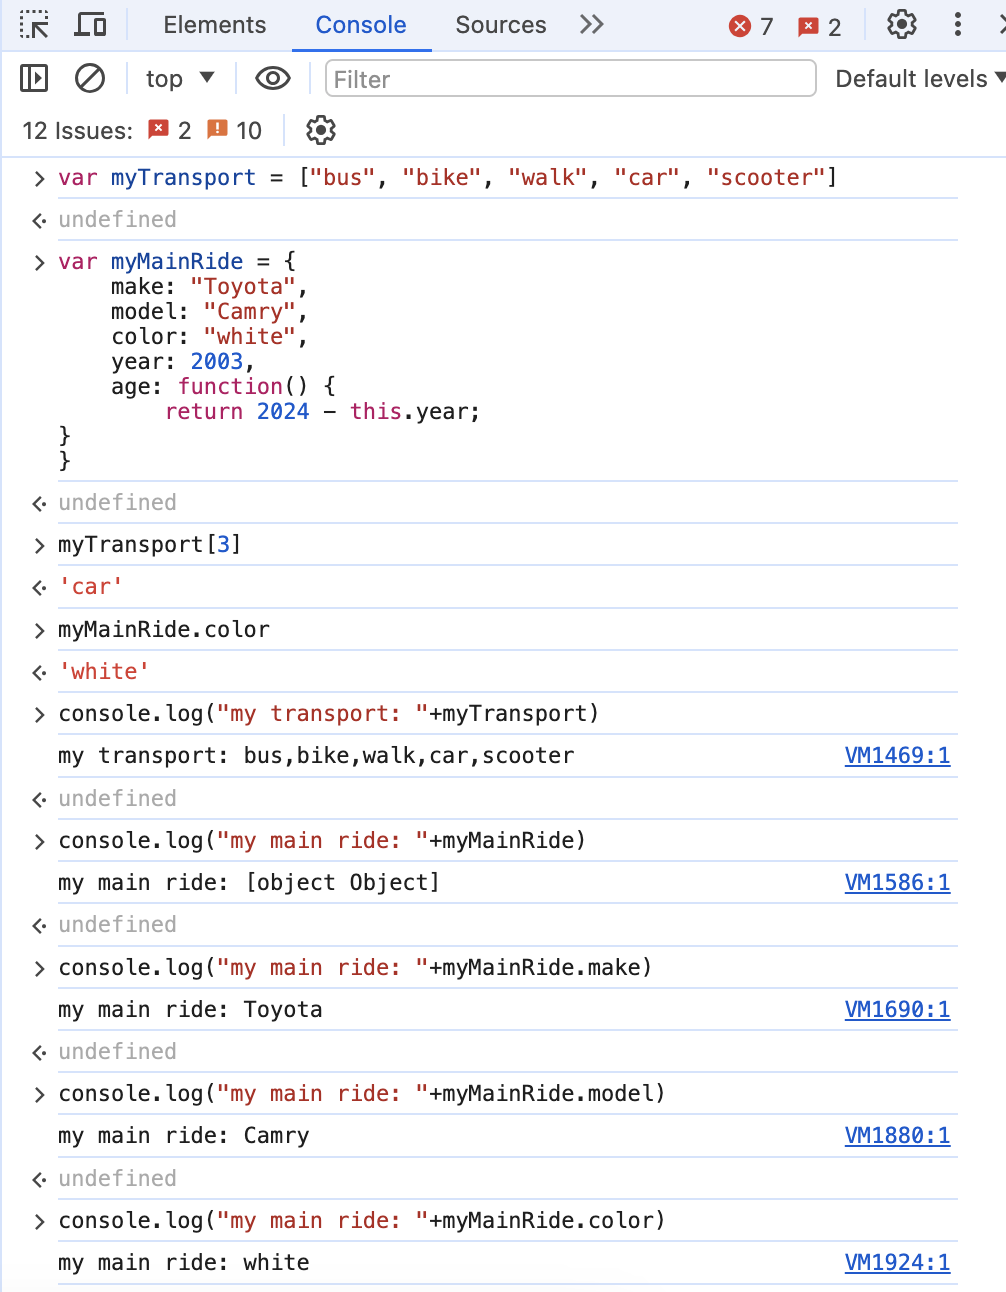 Elements Console Sources 7 2
top Filter Default levels
12 Issues: 2 10
var myTransport = ["bus", "bike", "walk", "car", "scooter"]
undefined
var myMainRide = {
make: "Toyota",
model: "Camry",
color: "white",
year: 2003,
age: function() {
return 2024 - this.year;
}
}
undefined
myTransport[3]
'car'
myMainRide.color
'white'
console.log("my transport: "+myTransport)
my transport: bus,bike,walk,car,scooter VM1469:1
undefined
console.log("my main ride: "+myMainRide)
my main ride: [object Object] VM1586:1
undefined
console.log("my main ride: "+myMainRide.make)
my main ride: Toyota VM1690:1
undefined
console.log("my main ride: "+myMainRide.model)
my main ride: Camry VM1880:1
undefined
console.log("my main ride: "+myMainRide.color)
my main ride: white VM1924:1